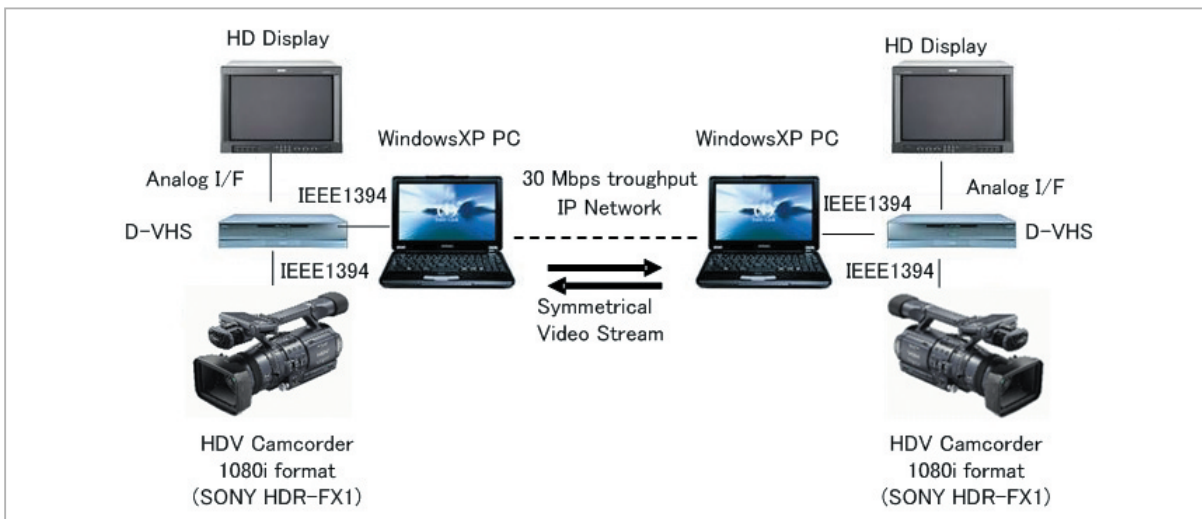 HD Display
HD Display
WindowsXP PC
WindowsXP PC
Analog I/F
IEEE1394
30 Mbps troughput
IP Network
IEEE1394
Analog I/F
D-VHS
D-VHS
IEEE1394
IEEE1394
Symmetrical
Video Stream
HDV Camcorder
1080i format
(SONY HDR-FX1)
HDV Camcorder
1080i format
(SONY HDR-FX1)